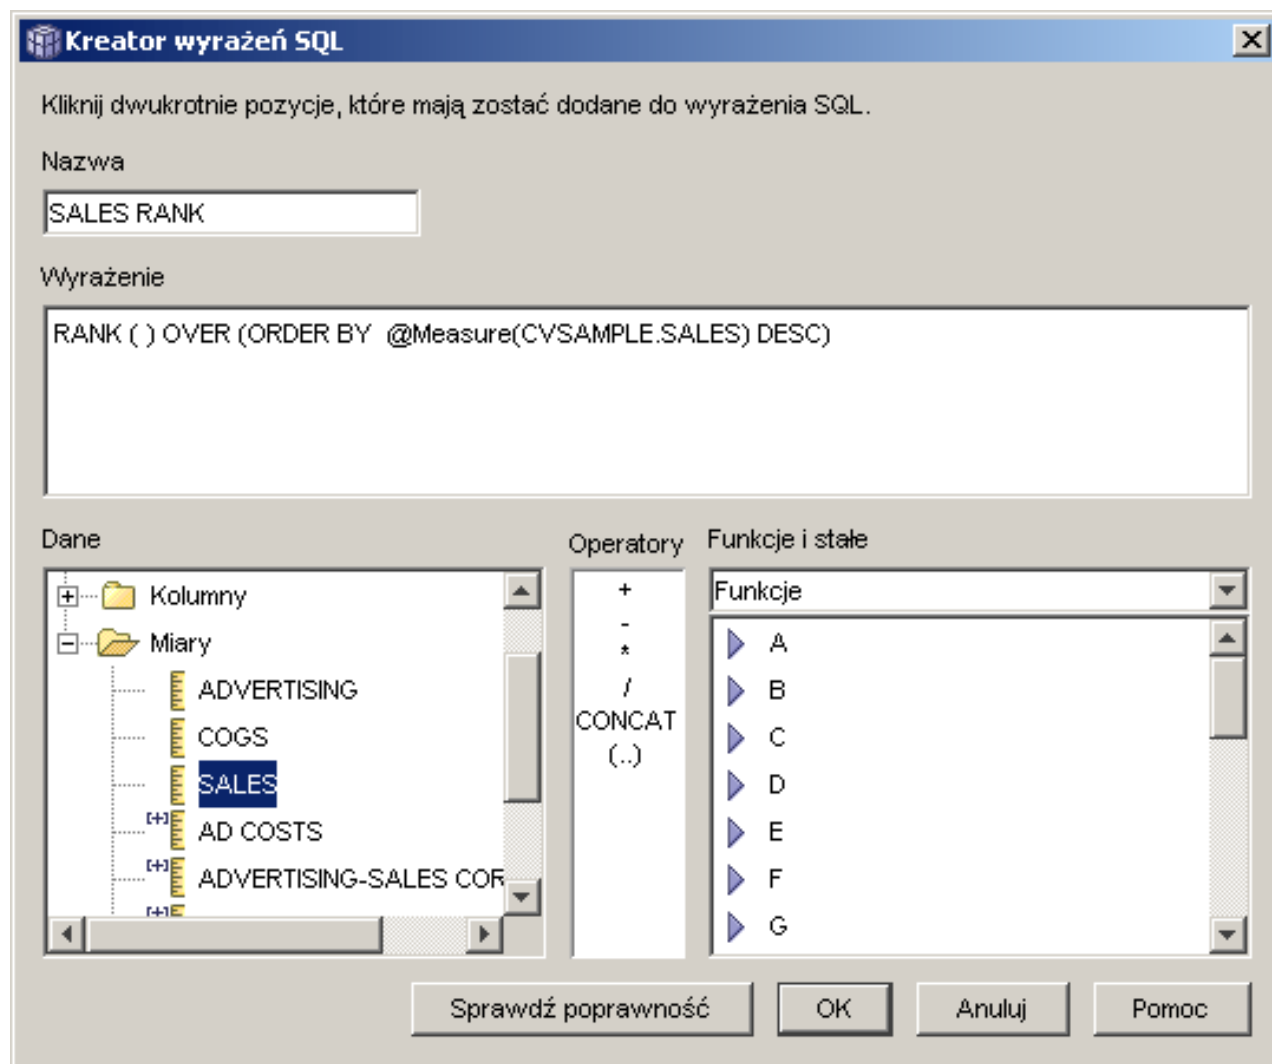 Kreator wyrażeń SQL
Kliknij dwukrotnie pozycje, które mają zostać dodane do wyrażenia SQL.
Nazwa
SALES RANK
Wyrażenie
RANK ( ) OVER (ORDER BY  @Measure(CVSAMPLE.SALES) DESC)
Dane
Operatory
Funkcje i stałe
Kolumny
Miary
ADVERTISING
COGS
SALES
AD COSTS
ADVERTISING-SALES COR
+
-
*
/
CONCAT
(..)
Funkcje
A
B
C
D
E
F
G
Sprawdź poprawność
OK
Anuluj
Pomoc